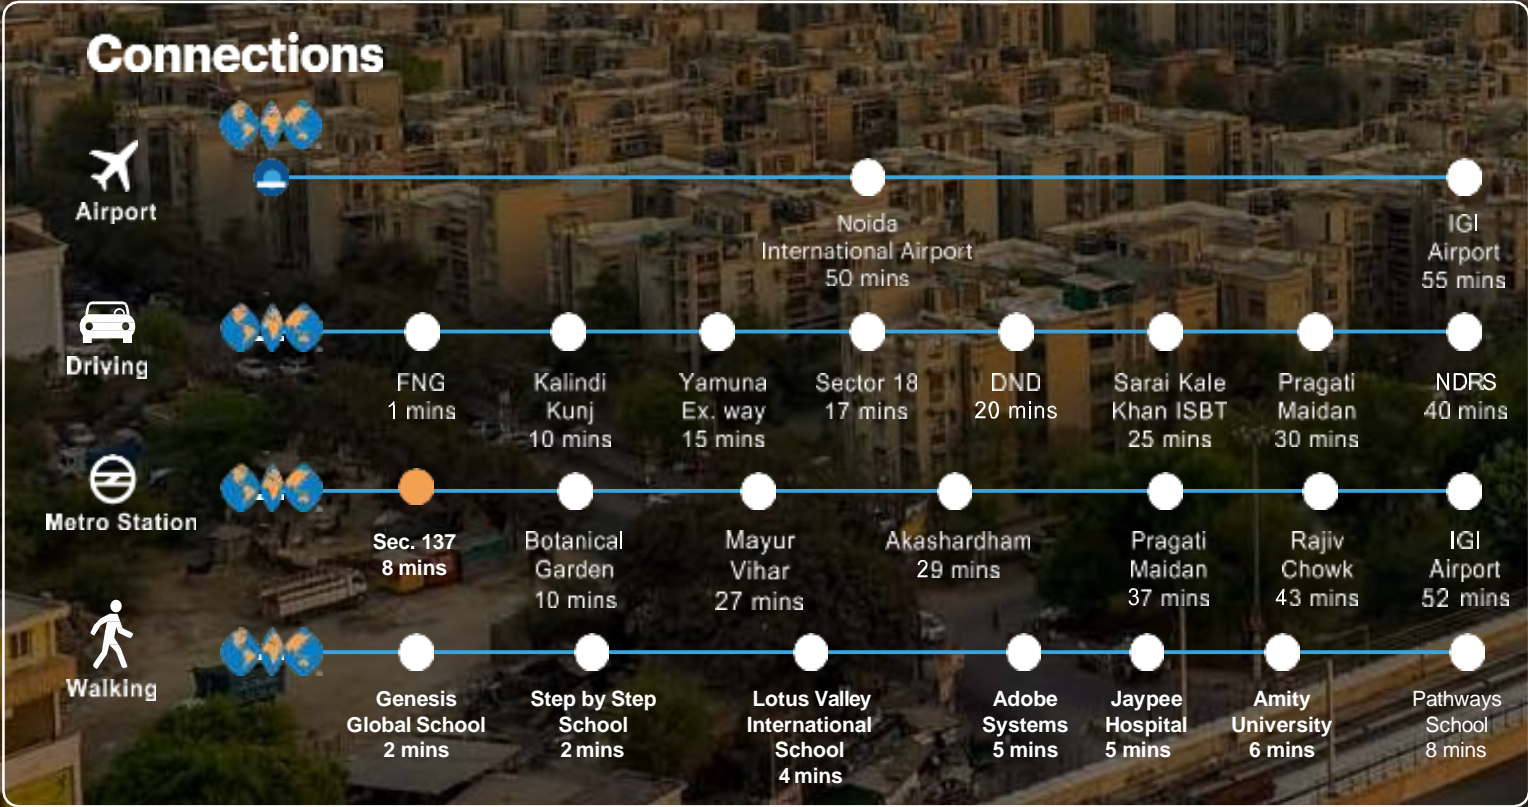 Connections
Airport
Noida
International Airport
50 mins
IGI
Airport
55 mins
Driving
FNG
1 mins
Kalindi
Kunj
10 mins
Yamuna
Ex. way
15 mins
Sector 18
17 mins
DND
20 mins
Sarai Kale
Khan ISBT
25 mins
Pragati
Maidan
30 mins
NDRS
40 mins
Metro Station
Sec. 137
8 mins
Botanical
Garden
10 mins
Mayur
Vihar
27 mins
Akashardham
29 mins
Pragati
Maidan
37 mins
Rajiv
Chowk
43 mins
IGI
Airport
52 mins
Walking
Genesis
Global School
2 mins
Step by Step
School
2 mins
Lotus Valley
International
School
4 mins
Adobe
Systems
5 mins
Jaypee
Hospital
5 mins
Amity
University
6 mins
Pathways
School
8 mins